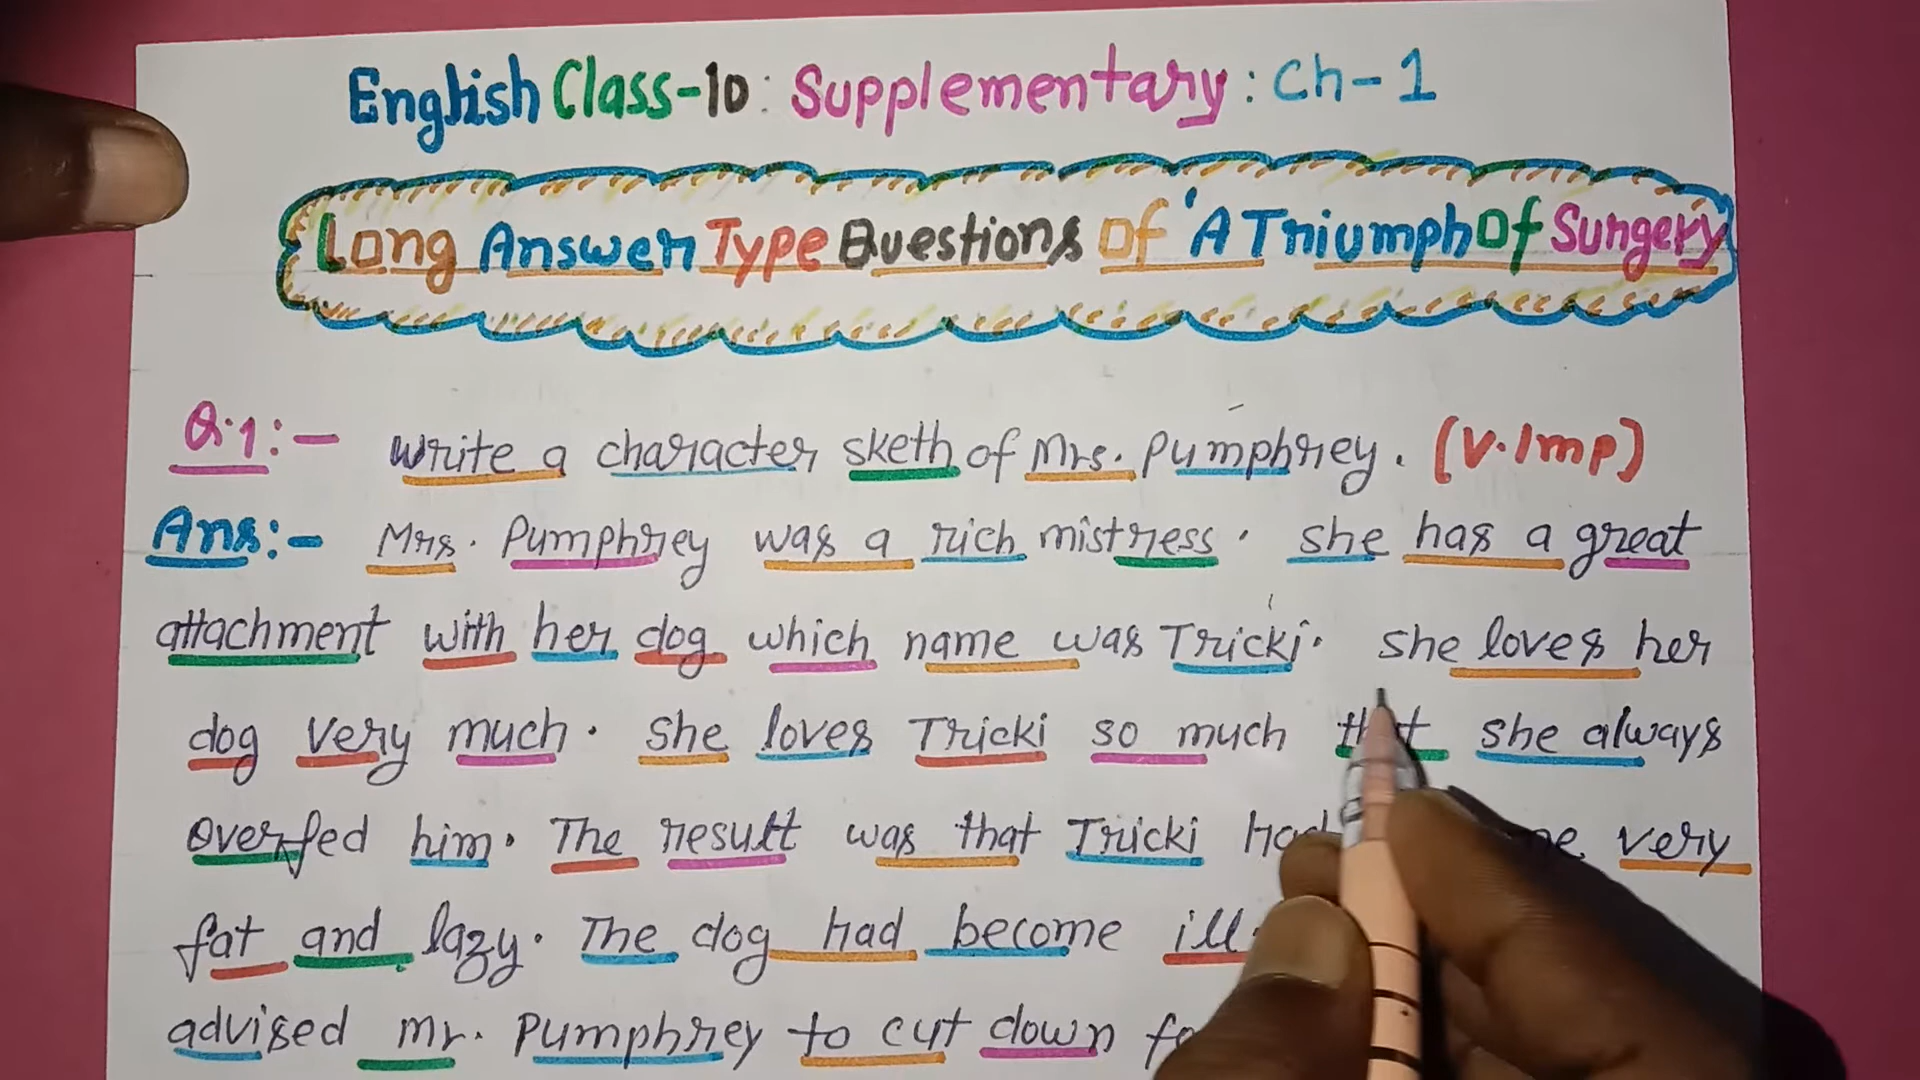 English Class-10: Supplementary: Ch-1
Long Answer Type Questions Of 'A Triumph Of Surgery
Q.1:- Write a character sketh of Mrs. Pumphrey. (V.Imp)
Ans:- Mrs. Pumphrey was a rich mistress. she has a great
attachment with her dog which name was Tricki. she loves her
dog very much. she loves Tricki so much that she always
overfed him. The result was that Tricki had very
fat and lazy. The dog had become ill.
advised mr. Pumphrey to cut down